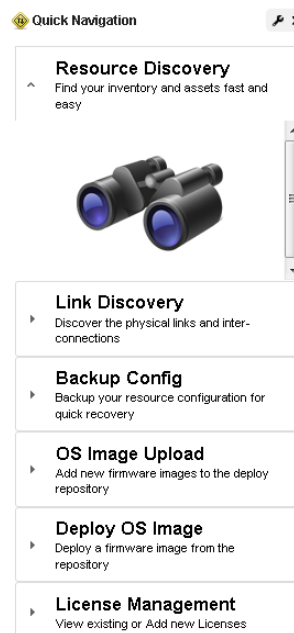 Quick Navigation
Resource Discovery
Find your inventory and assets fast and
easy
Link Discovery
Discover the physical links and inter-
connections
Backup Config
Backup your resource configuration for
quick recovery
OS Image Upload
Add new firmware images to the deploy
repository
Deploy OS Image
Deploy a firmware image from the
repository
License Management
View existing or Add new Licenses